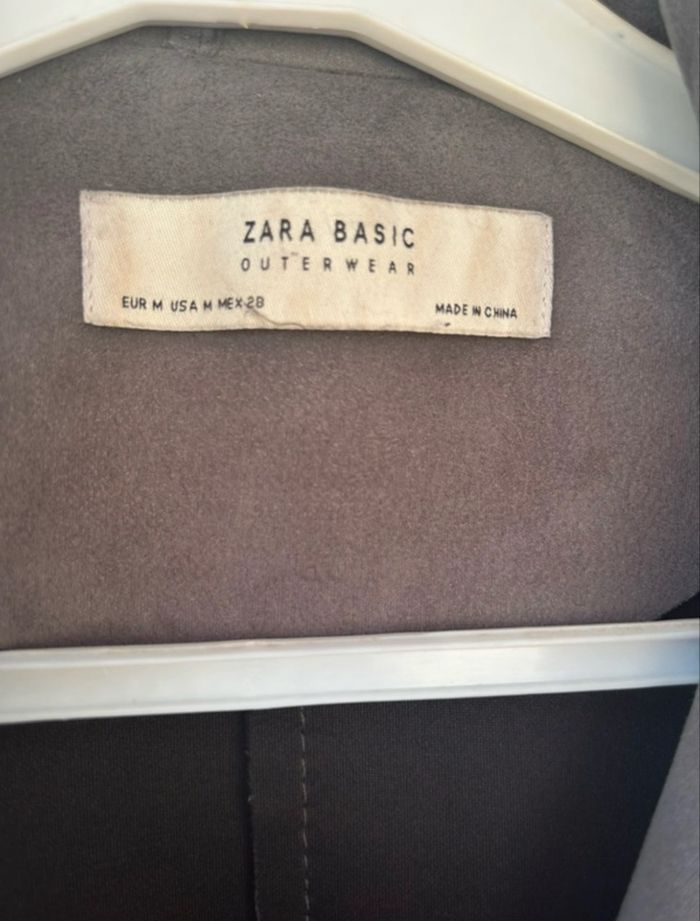 ZARA BASIC
OUTERWEAR
EUR M USA M MEX 28
MADE IN CHINA